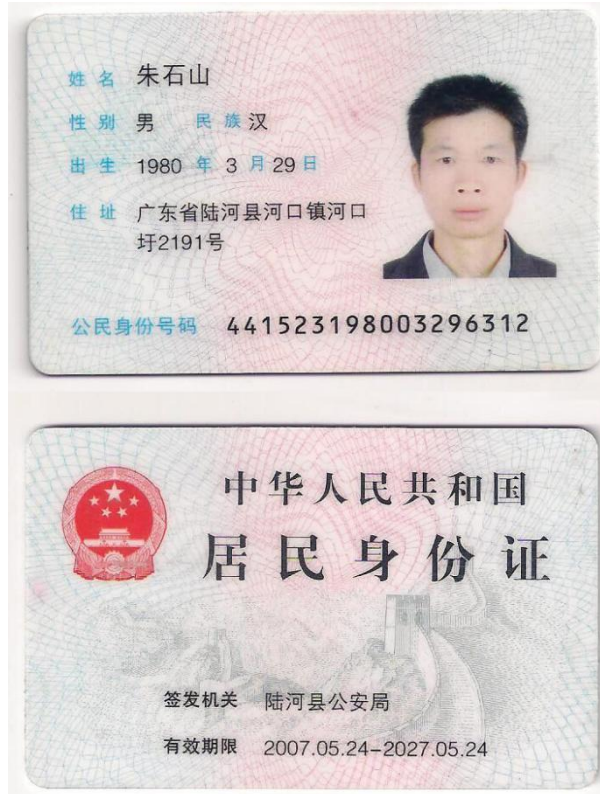 姓名 朱石山
性别 男 民族 汉
出生 1980 年 3 月 29 日
住址 广东省陆河县河口镇河口
圩2191号
公民身份号码 441523198003296312
中华人民共和国
居民身份证
签发机关 陆河县公安局
有效期限 2007.05.24-2027.05.24